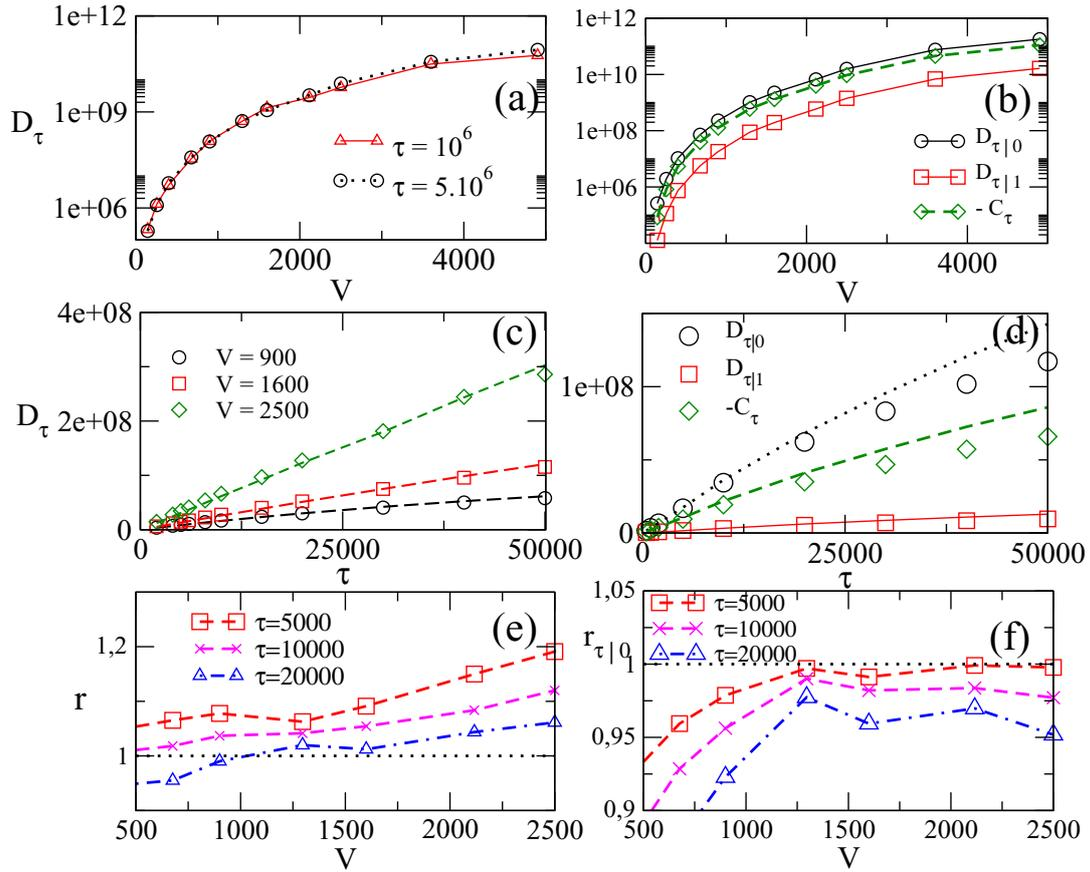 1e+12
1e+09
1e+06
D_τ
(a)
τ = 10^6
τ = 5.10^6
0 2000 4000
V
1e+12
1e+10
1e+08
1e+06
(b)
D_τ|0
D_τ|1
- C_τ
0 2000 4000
V
4e+08
D_τ 2e+08
0
(c)
V = 900
V = 1600
V = 2500
0 25000 50000
τ
1e+08
0
(d)
D_τ|0
D_τ|1
-C_τ
0 25000 50000
τ
1,2
r
1
(e)
τ=5000
τ=10000
τ=20000
500 1000 1500 2000 2500
V
1,05
r_τ|0
1
0,95
0,9
(f)
τ=5000
τ=10000
τ=20000
500 1000 1500 2000 2500
V